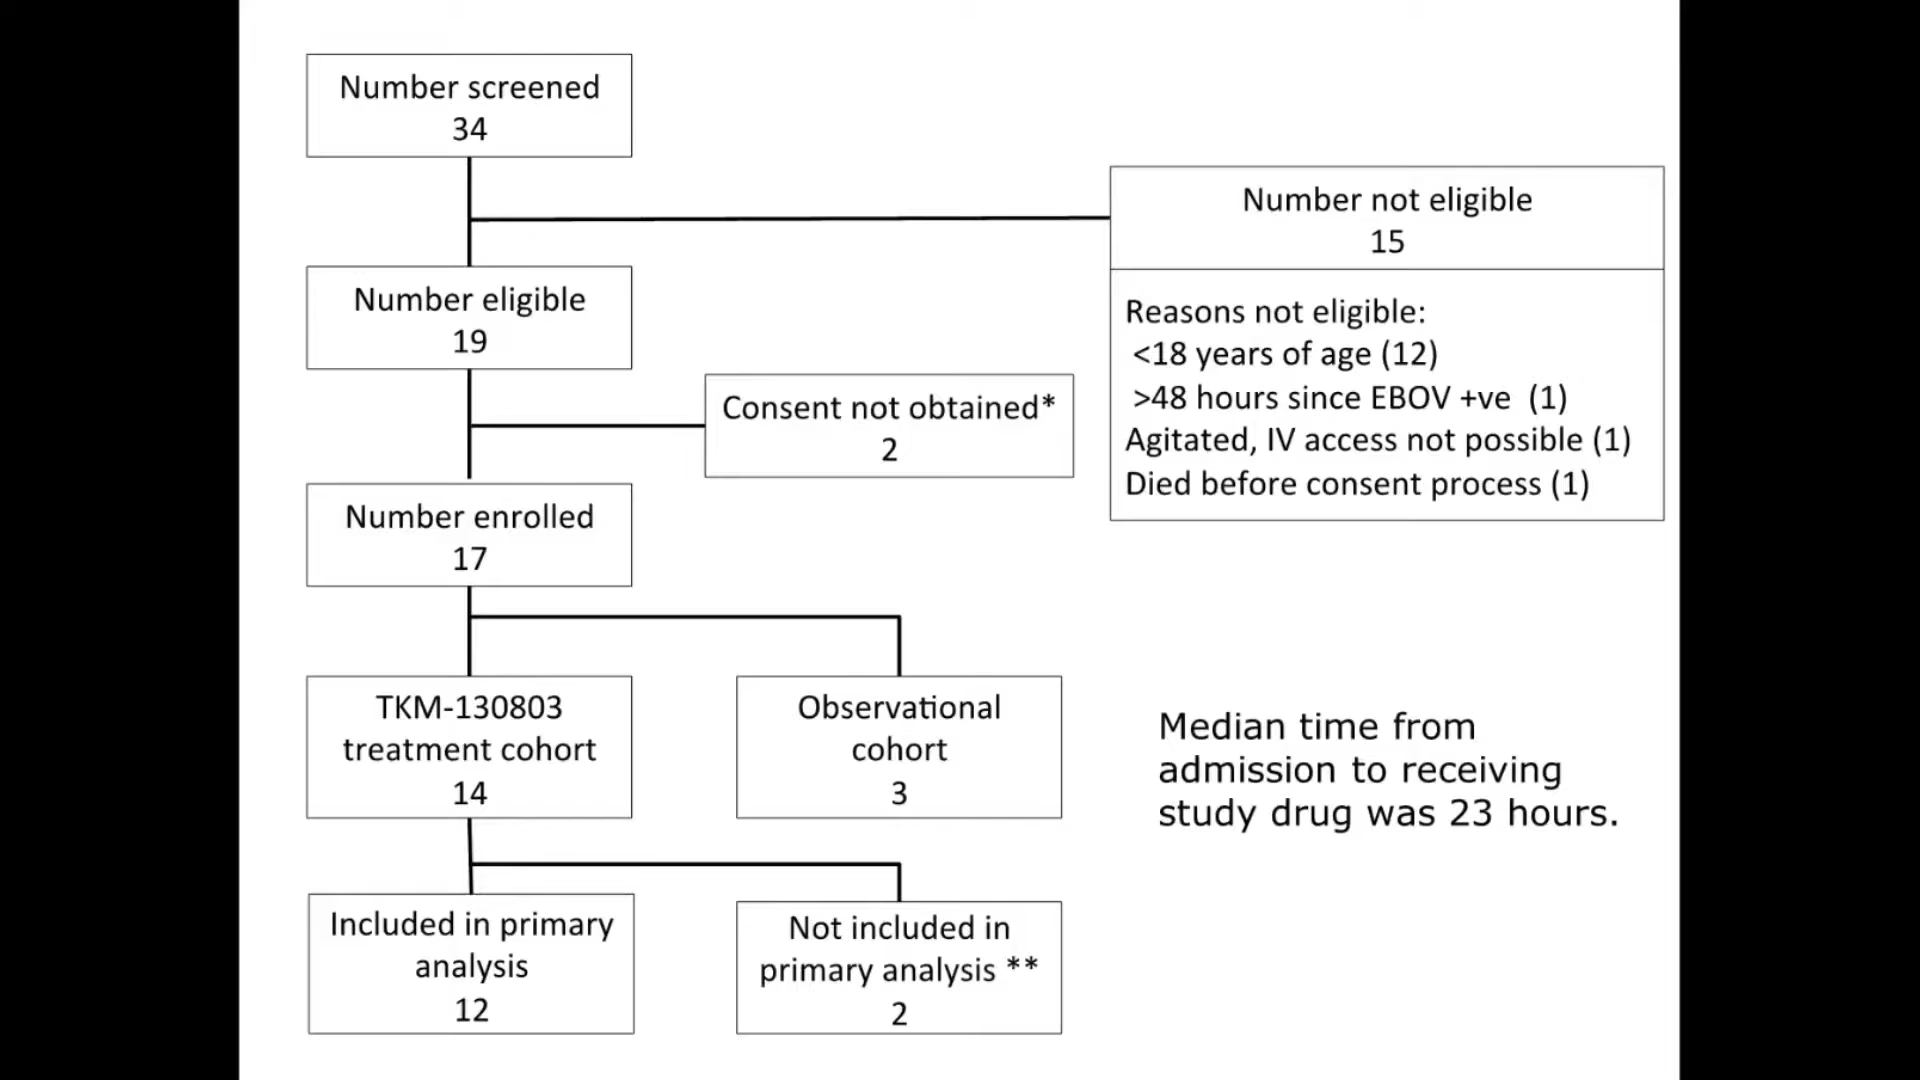 Number screened
34
Number not eligible
15
Reasons not eligible:
<18 years of age (12)
>48 hours since EBOV +ve (1)
Agitated, IV access not possible (1)
Died before consent process (1)
Number eligible
19
Consent not obtained*
2
Number enrolled
17
TKM-130803
treatment cohort
14
Observational
cohort
3
Median time from
admission to receiving
study drug was 23 hours.
Included in primary
analysis
12
Not included in
primary analysis **
2